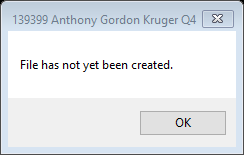 139399 Anthony Gordon Kruger Q4
File has not yet been created.
OK